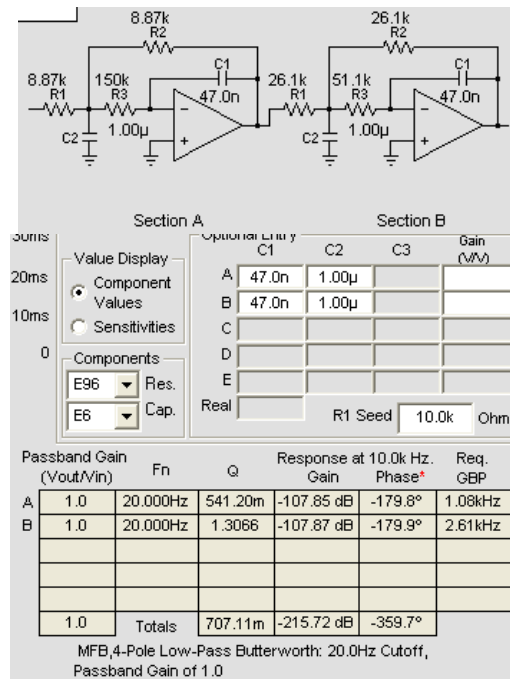 8.87k
R2
26.1k
R2
C1
C1
8.87k
R1
150k
R3
47.0n
26.1k
R1
51.1k
R3
47.0n
C2
1.00µ
C2
1.00µ
-
+
-
+
Section A
Section B
20ms
10ms
0
Value Display
Component Values
Sensitivities
Components
E96 Res.
E6 Cap.
Optional Entry
C1 C2 C3 Gain (V/V)
A 47.0n 1.00µ
B 47.0n 1.00µ
C
D
E
Real
R1 Seed 10.0k Ohm
Passband Gain Fn Q Response at 10.0k Hz. Req.
(Vout/Vin) Gain Phase* GBP
A 1.0 20.000Hz 541.20m -107.85 dB -179.8° 1.08kHz
B 1.0 20.000Hz 1.3066 -107.87 dB -179.9° 2.61kHz
1.0 Totals 707.11m -215.72 dB -359.7°
MFB,4-Pole Low-Pass Butterworth: 20.0Hz Cutoff,
Passband Gain of 1.0